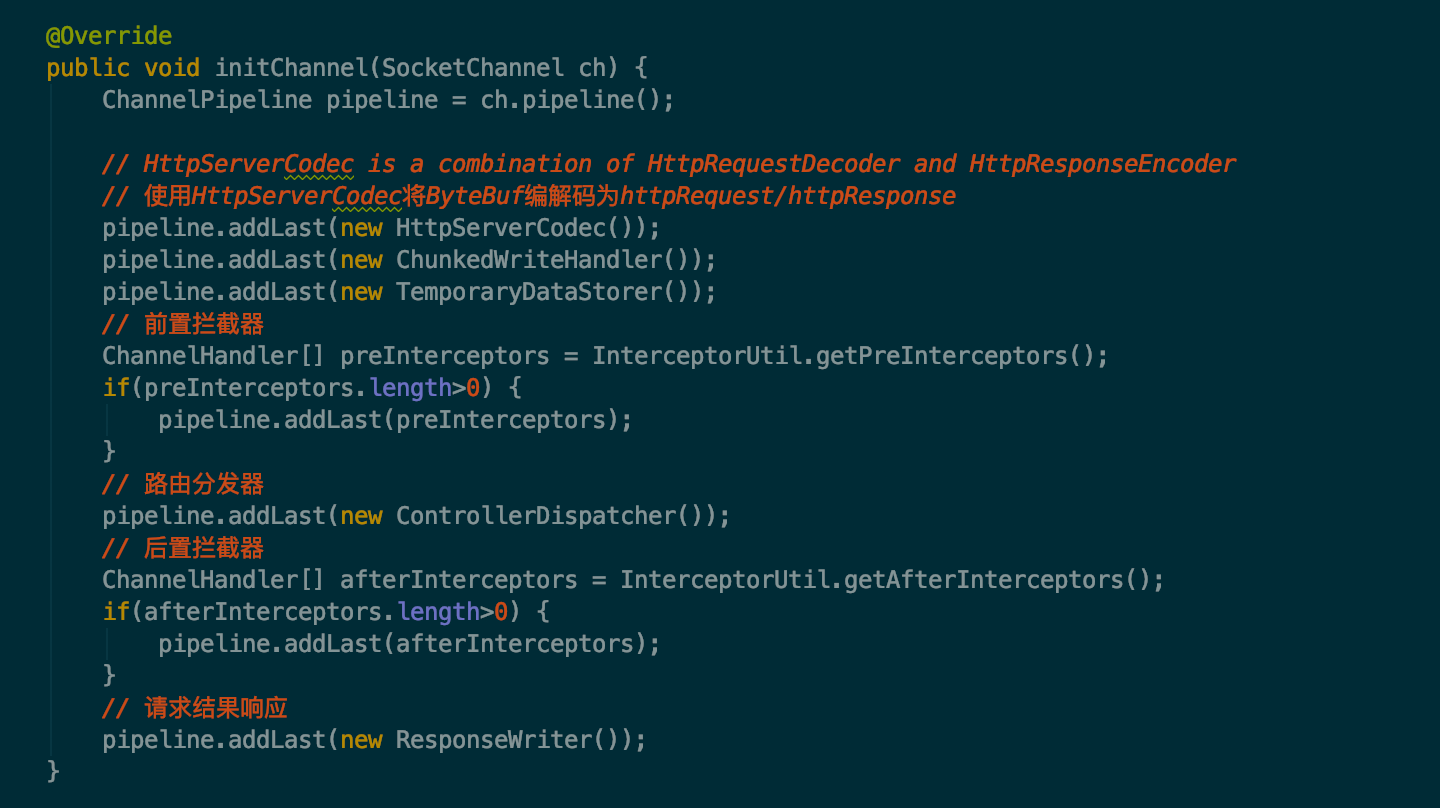 @Override
public void initChannel(SocketChannel ch) {
    ChannelPipeline pipeline = ch.pipeline();

    // HttpServerCodec is a combination of HttpRequestDecoder and HttpResponseEncoder
    // 使用HttpServerCodec将ByteBuf编解码为httpRequest/httpResponse
    pipeline.addLast(new HttpServerCodec());
    pipeline.addLast(new ChunkedWriteHandler());
    pipeline.addLast(new TemporaryDataStorer());
    // 前置拦截器
    ChannelHandler[] preInterceptors = InterceptorUtil.getPreInterceptors();
    if(preInterceptors.length>0) {
        pipeline.addLast(preInterceptors);
    }
    // 路由分发器
    pipeline.addLast(new ControllerDispatcher());
    // 后置拦截器
    ChannelHandler[] afterInterceptors = InterceptorUtil.getAfterInterceptors();
    if(afterInterceptors.length>0) {
        pipeline.addLast(afterInterceptors);
    }
    // 请求结果响应
    pipeline.addLast(new ResponseWriter());
}